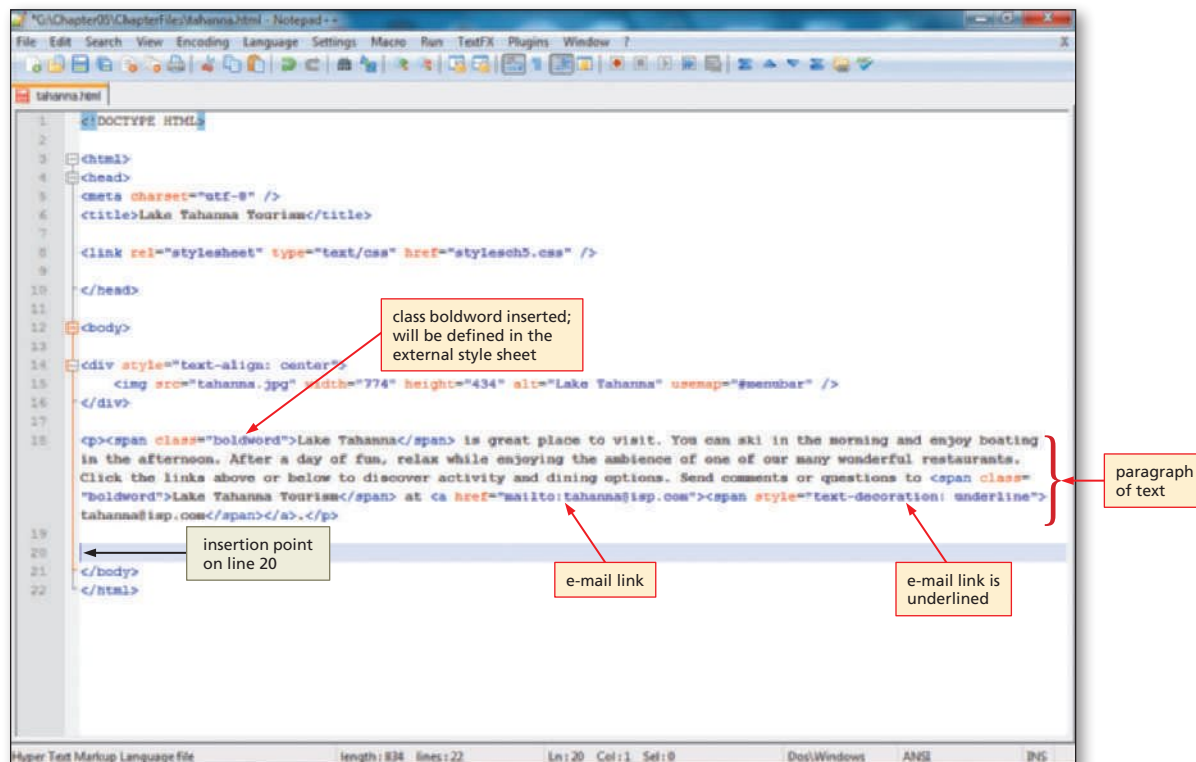 *G:\Chapter05\ChapterFiles\tahanna.html - Notepad++
File Edit Search View Encoding Language Settings Macro Run TextFX Plugins Window ? X
tahanna.html
1 <!DOCTYPE HTML>
2
3 <html>
4 <head>
5 <meta charset="utf-8" />
6 <title>Lake Tahanna Tourism</title>
7
8 <link rel="stylesheet" type="text/css" href="stylesch5.css" />
9
10 </head>
11
12 <body>
13
14 <div style="text-align: center">
15 <img src="tahanna.jpg" width="774" height="434" alt="Lake Tahanna" usemap="#menubar" />
16 </div>
17
18 <p><span class="boldword">Lake Tahanna</span> is great place to visit. You can ski in the morning and enjoy boating
in the afternoon. After a day of fun, relax while enjoying the ambience of one of our many wonderful restaurants.
Click the links above or below to discover activity and dining options. Send comments or questions to <span class=
"boldword">Lake Tahanna Tourism</span> at <a href="mailto:tahanna@isp.com"><span style="text-decoration: underline">
tahanna@isp.com</span></a>.</p>
19
20
21 </body>
22 </html>
class boldword inserted;
will be defined in the
external style sheet
paragraph
of text
insertion point
on line 20
e-mail link
e-mail link is
underlined
Hyper Text Markup Language file length : 834 lines : 22 Ln : 20 Col : 1 Sel : 0 Dos\Windows ANSI INS